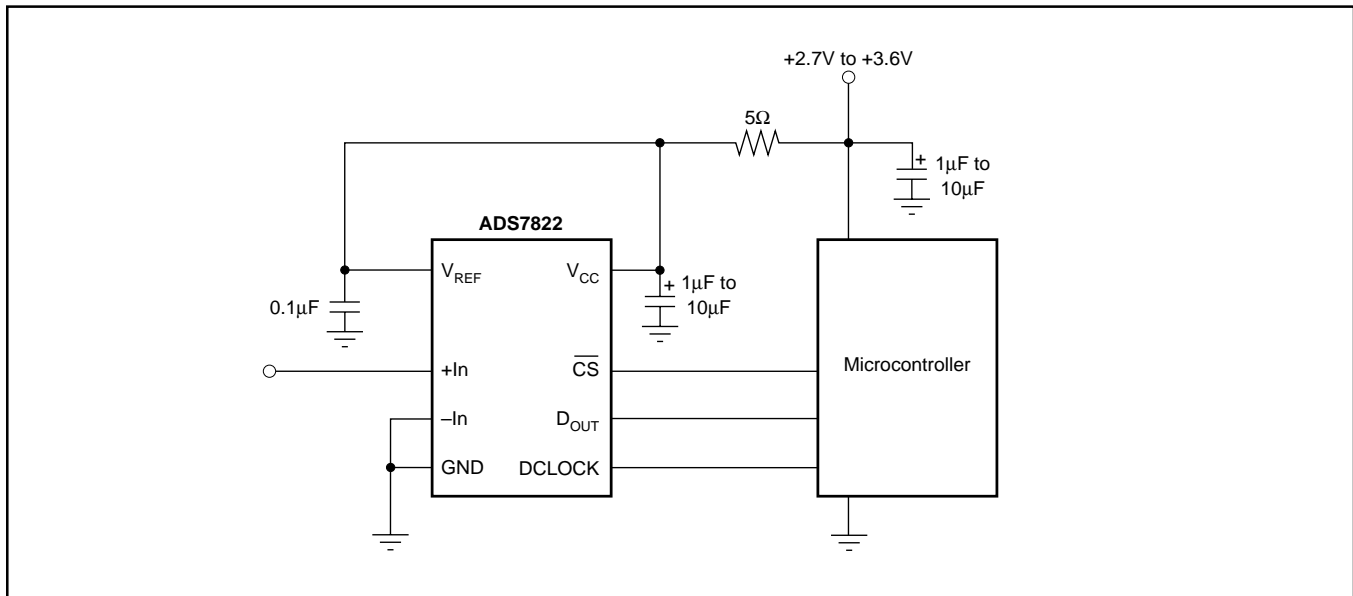 +2.7V to +3.6V
5Ω
+ 1µF to
10µF
ADS7822
V_REF
V_CC
0.1µF
+ 1µF to
10µF
+In
C̅S̅
Microcontroller
–In
D_OUT
GND
DCLOCK